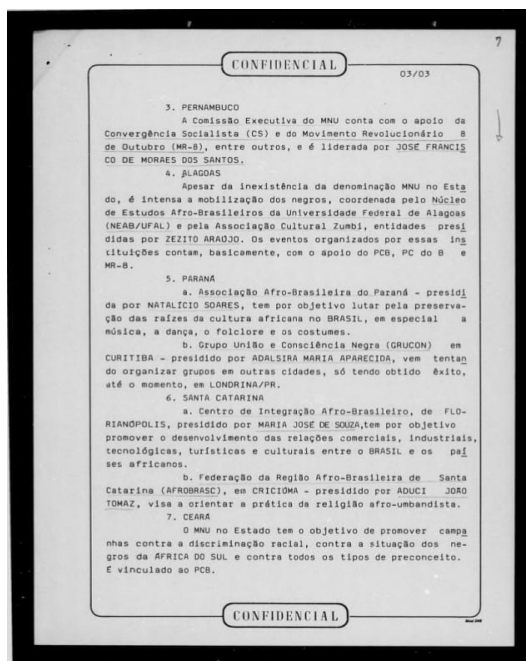 7
CONFIDENCIAL
03/03
3. PERNAMBUCO
A Comissão Executiva do MNU conta com o apoio da
Convergência Socialista (CS) e do Movimento Revolucionário 8
de Outubro (MR-8), entre outros, e é liderada por JOSÉ FRANCIS
CO DE MORAES DOS SANTOS.
4. ALAGOAS
Apesar da inexistência da denominação MNU no Esta
do, é intensa a mobilização dos negros, coordenada pelo Núcleo
de Estudos Afro-Brasileiros da Universidade Federal de Alagoas
(NEAB/UFAL) e pela Associação Cultural Zumbi, entidades presi
didas por ZEZITO ARAÚJO. Os eventos organizados por essas ins
tituições contam, basicamente, com o apoio do PCB, PC do B e
MR-8.
5. PARANÁ
a. Associação Afro-Brasileira do Paraná - presidi
da por NATALÍCIO SOARES, tem por objetivo lutar pela preserva-
ção das raízes da cultura africana no BRASIL, em especial a
música, a dança, o folclore e os costumes.
b. Grupo União e Consciência Negra (GRUCON) em
CURITIBA - presidido por ADALSIRA MARIA APARECIDA, vem tentan
do organizar grupos em outras cidades, só tendo obtido êxito,
até o momento, em LONDRINA/PR.
6. SANTA CATARINA
a. Centro de Integração Afro-Brasileiro, de FLO-
RIANÓPOLIS, presidido por MARIA JOSÉ DE SOUZA,tem por objetivo
promover o desenvolvimento das relações comerciais, industriais,
tecnológicas, turísticas e culturais entre o BRASIL e os paí
ses africanos.
b. Federação da Região Afro-Brasileira de Santa
Catarina (AFROBRASC), em CRICIÚMA - presidido por ADUCI JOÃO
TOMAZ, visa a orientar a prática da religião afro-umbandista.
7. CEARÁ
O MNU no Estado tem o objetivo de promover campa
nhas contra a discriminação racial, contra a situação dos ne-
gros da ÁFRICA DO SUL e contra todos os tipos de preconceito.
É vinculado ao PCB.
CONFIDENCIAL